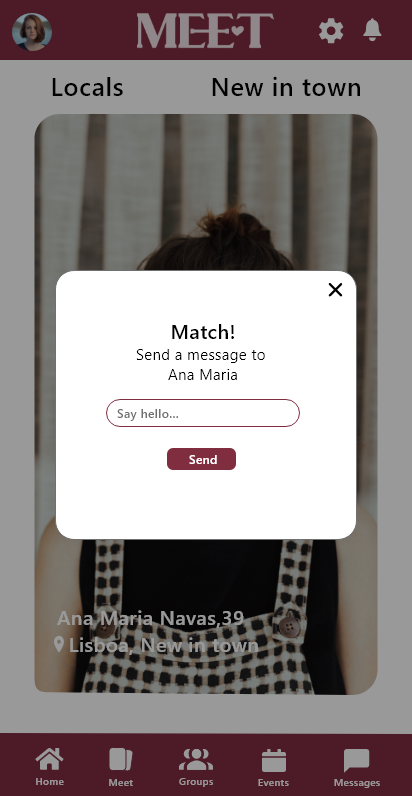 MEET
Locals
New in town
Match!
Send a message to
Ana Maria
Say hello...
Send
Ana Maria Navas,39
Lisboa, New in town
Home
Meet
Groups
Events
Messages